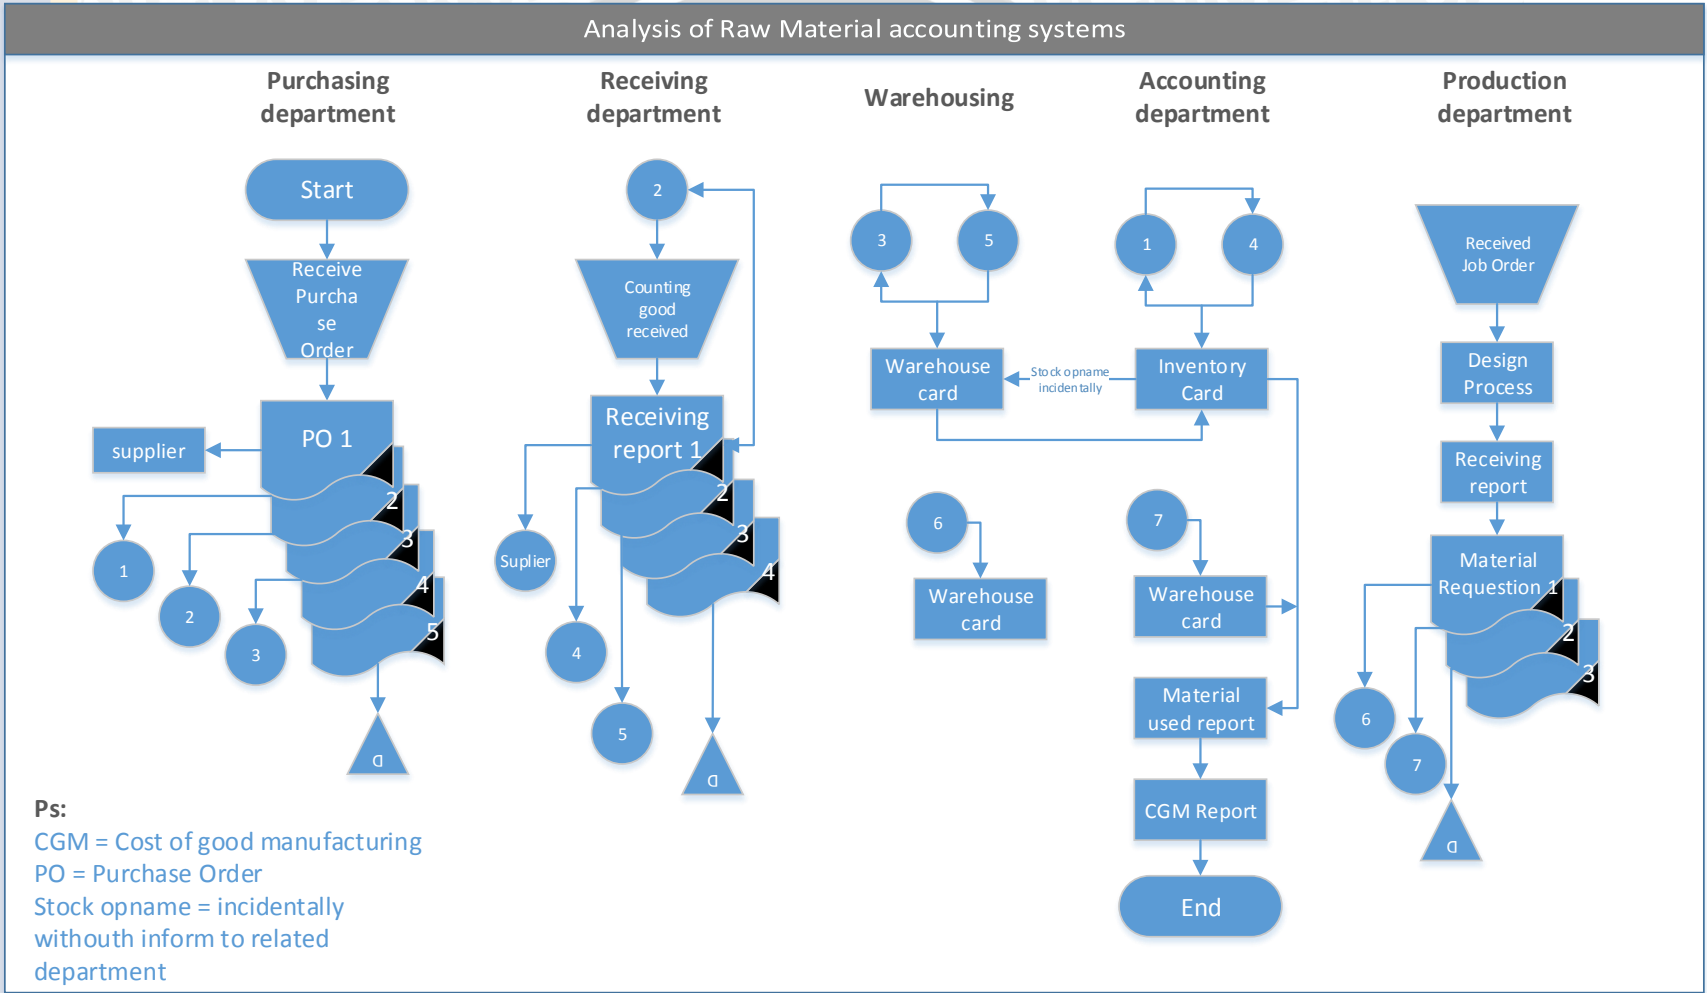 Analysis of Raw Material accounting systems
Purchasing
department
Receiving
department
Warehousing
Accounting
department
Production
department
Start
Receive
Purcha
se
Order
PO 1
2
3
4
5
supplier
1
2
3
D
2
Counting
good
received
Receiving
report 1
2
3
4
Suplier
4
5
D
3
5
Warehouse
card
Stock opname
incidentally
6
Warehouse
card
1
4
Inventory
Card
7
Warehouse
card
Material
used report
CGM Report
End
Received
Job Order
Design
Process
Receiving
report
Material
Requestion 1
2
3
6
7
D
Ps:
CGM = Cost of good manufacturing
PO = Purchase Order
Stock opname = incidentally
withouth inform to related
department